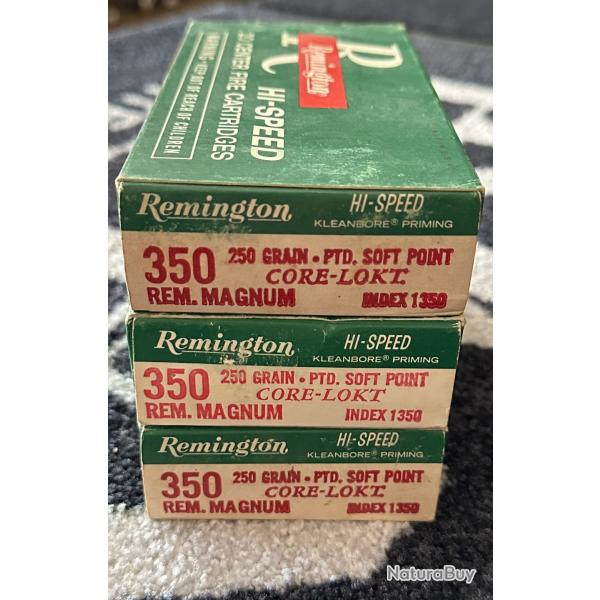 R
Remington
HI-SPEED
20 CENTER FIRE CARTRIDGES
WARNING-KEEP OUT OF REACH OF CHILDREN
Remington HI-SPEED
KLEANBORE® PRIMING
350 250 GRAIN • PTD. SOFT POINT
CORE-LOKT.
REM. MAGNUM INDEX 1350
Remington HI-SPEED
KLEANBORE® PRIMING
350 250 GRAIN • PTD. SOFT POINT
CORE-LOKT
REM. MAGNUM INDEX 1350
Remington HI-SPEED
KLEANBORE® PRIMING
350 250 GRAIN • PTD. SOFT POINT
CORE-LOKT.
REM. MAGNUM INDEX 1350
NaturaBuy